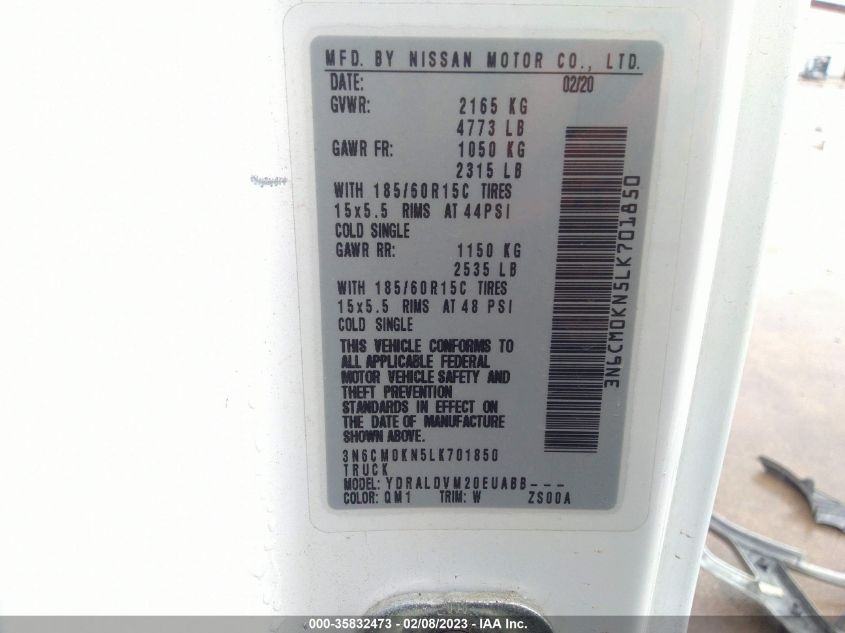 MFD. BY NISSAN MOTOR CO., LTD.
DATE: 02/20
GVWR: 2165 KG
4773 LB
GAWR FR: 1050 KG
2315 LB
WITH 185/60R15C TIRES
15x5.5 RIMS AT 44PSI
COLD SINGLE
GAWR RR: 1150 KG
2535 LB
WITH 185/60R15C TIRES
15x5.5 RIMS AT 48 PSI
COLD SINGLE
THIS VEHICLE CONFORMS TO
ALL APPLICABLE FEDERAL
MOTOR VEHICLE SAFETY AND
THEFT PREVENTION
STANDARDS IN EFFECT ON
THE DATE OF MANUFACTURE
SHOWN ABOVE.
3N6CM0KN5LK701850
TRUCK
MODEL: YDRALDVM20EUABB---
COLOR: QM1 TRIM: W ZS00A
3N6CM0KN5LK701850
000-35832473 - 02/08/2023 - IAA Inc.